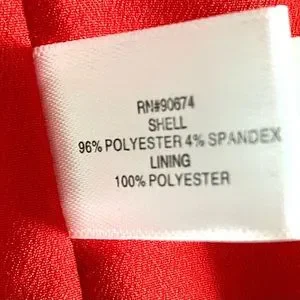 RN#90674
SHELL
96% POLYESTER 4% SPANDEX
LINING
100% POLYESTER